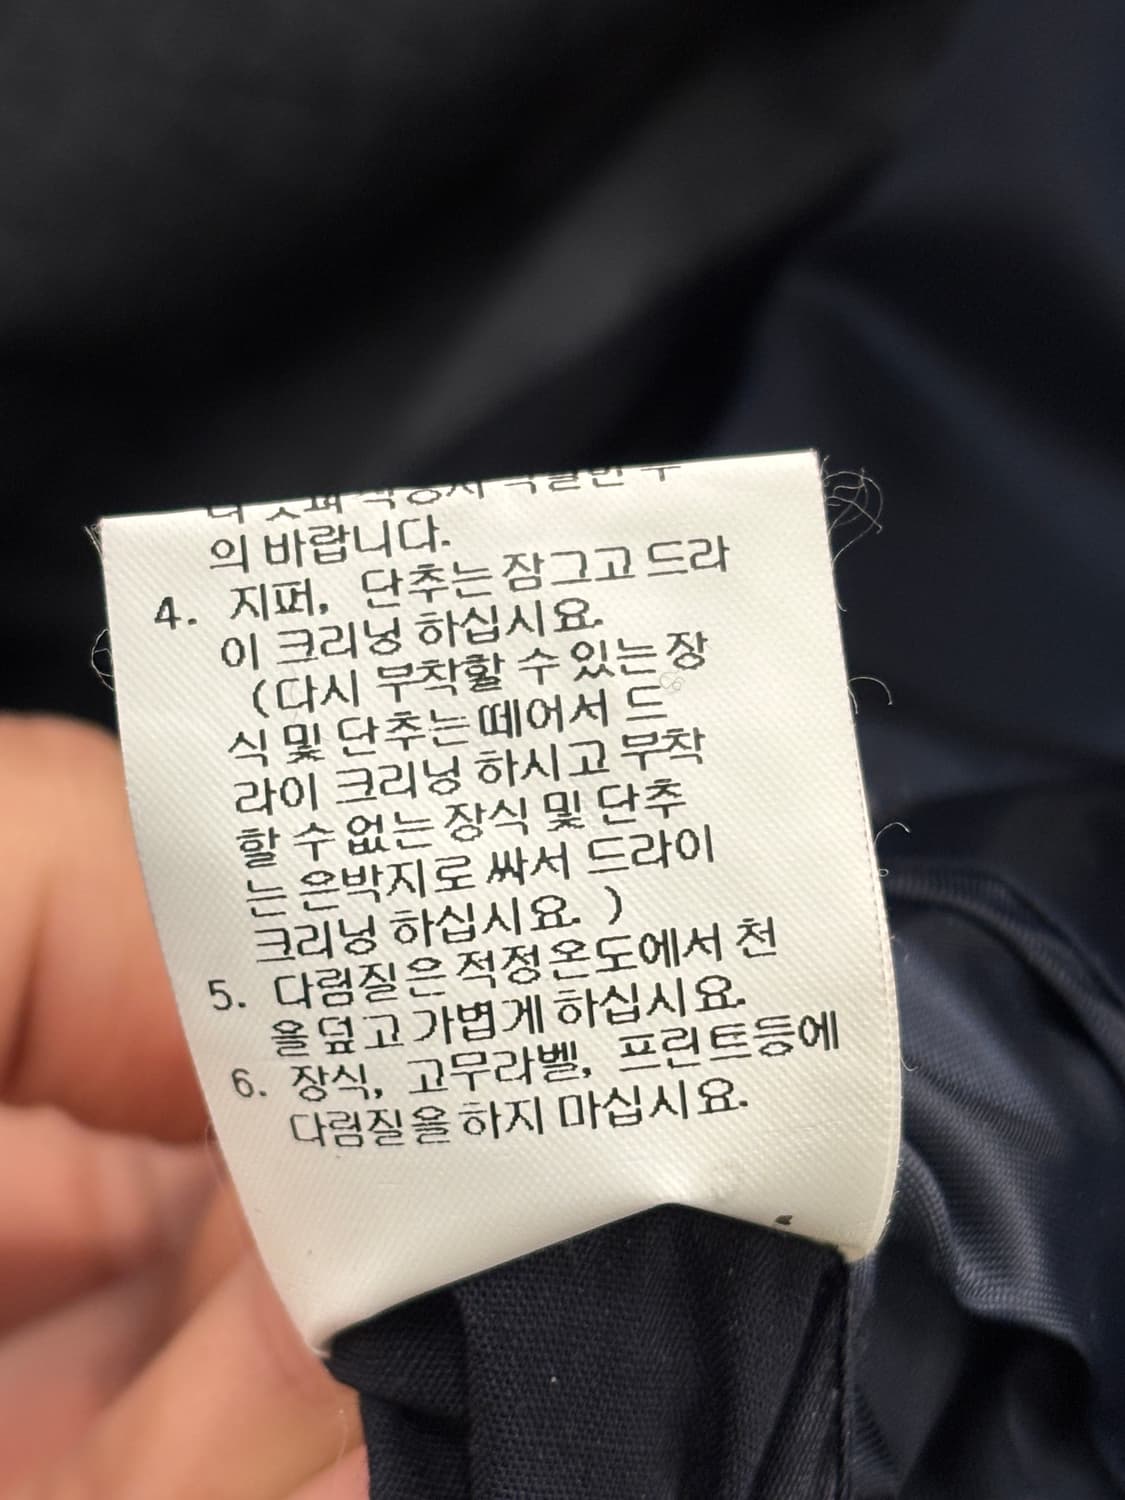 의 바랍니다.
4. 지퍼, 단추는 잠그고 드라
이 크리닝 하십시요.
(다시 부착할 수 있는 장
식 및 단추는 떼어서 드
라이 크리닝 하시고 부착
할 수 없는 장식 및 단추
는 은박지로 싸서 드라이
크리닝 하십시요. )
5. 다림질은 적정온도에서 천
을 덮고 가볍게 하십시요.
6. 장식, 고무라벨, 프린트등에
다림질을 하지 마십시요.